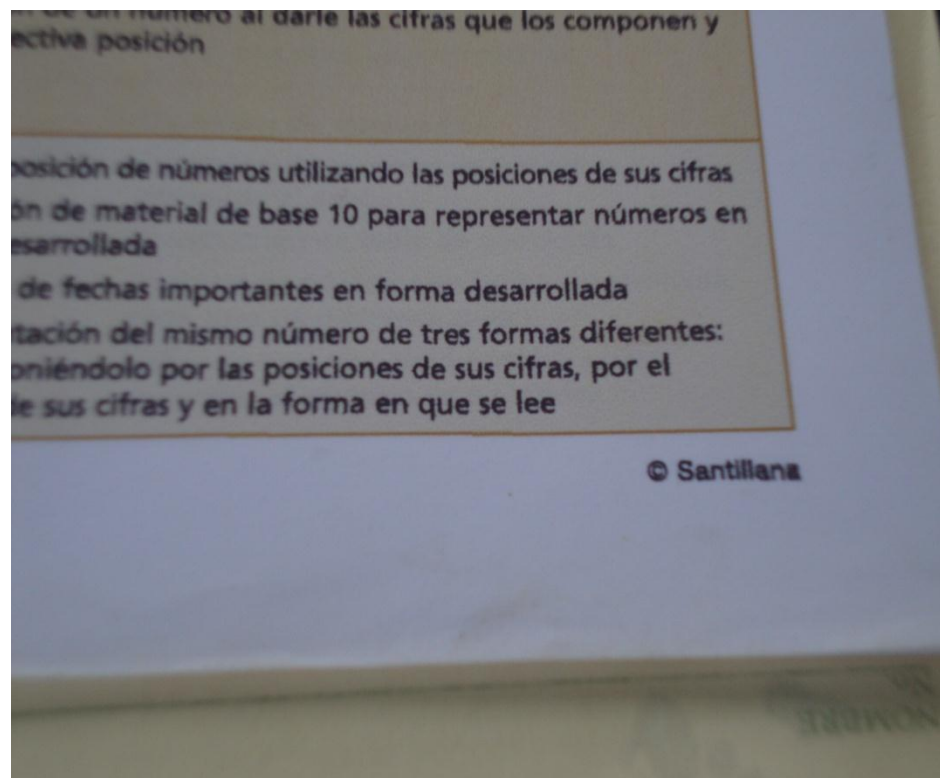 de un número al darle las cifras que los componen y
ectiva posición
posición de números utilizando las posiciones de sus cifras
ón de material de base 10 para representar números en
esarrollada
de fechas importantes en forma desarrollada
tación del mismo número de tres formas diferentes:
oniéndolo por las posiciones de sus cifras, por el
de sus cifras y en la forma en que se lee
© Santillana
NOMBRE